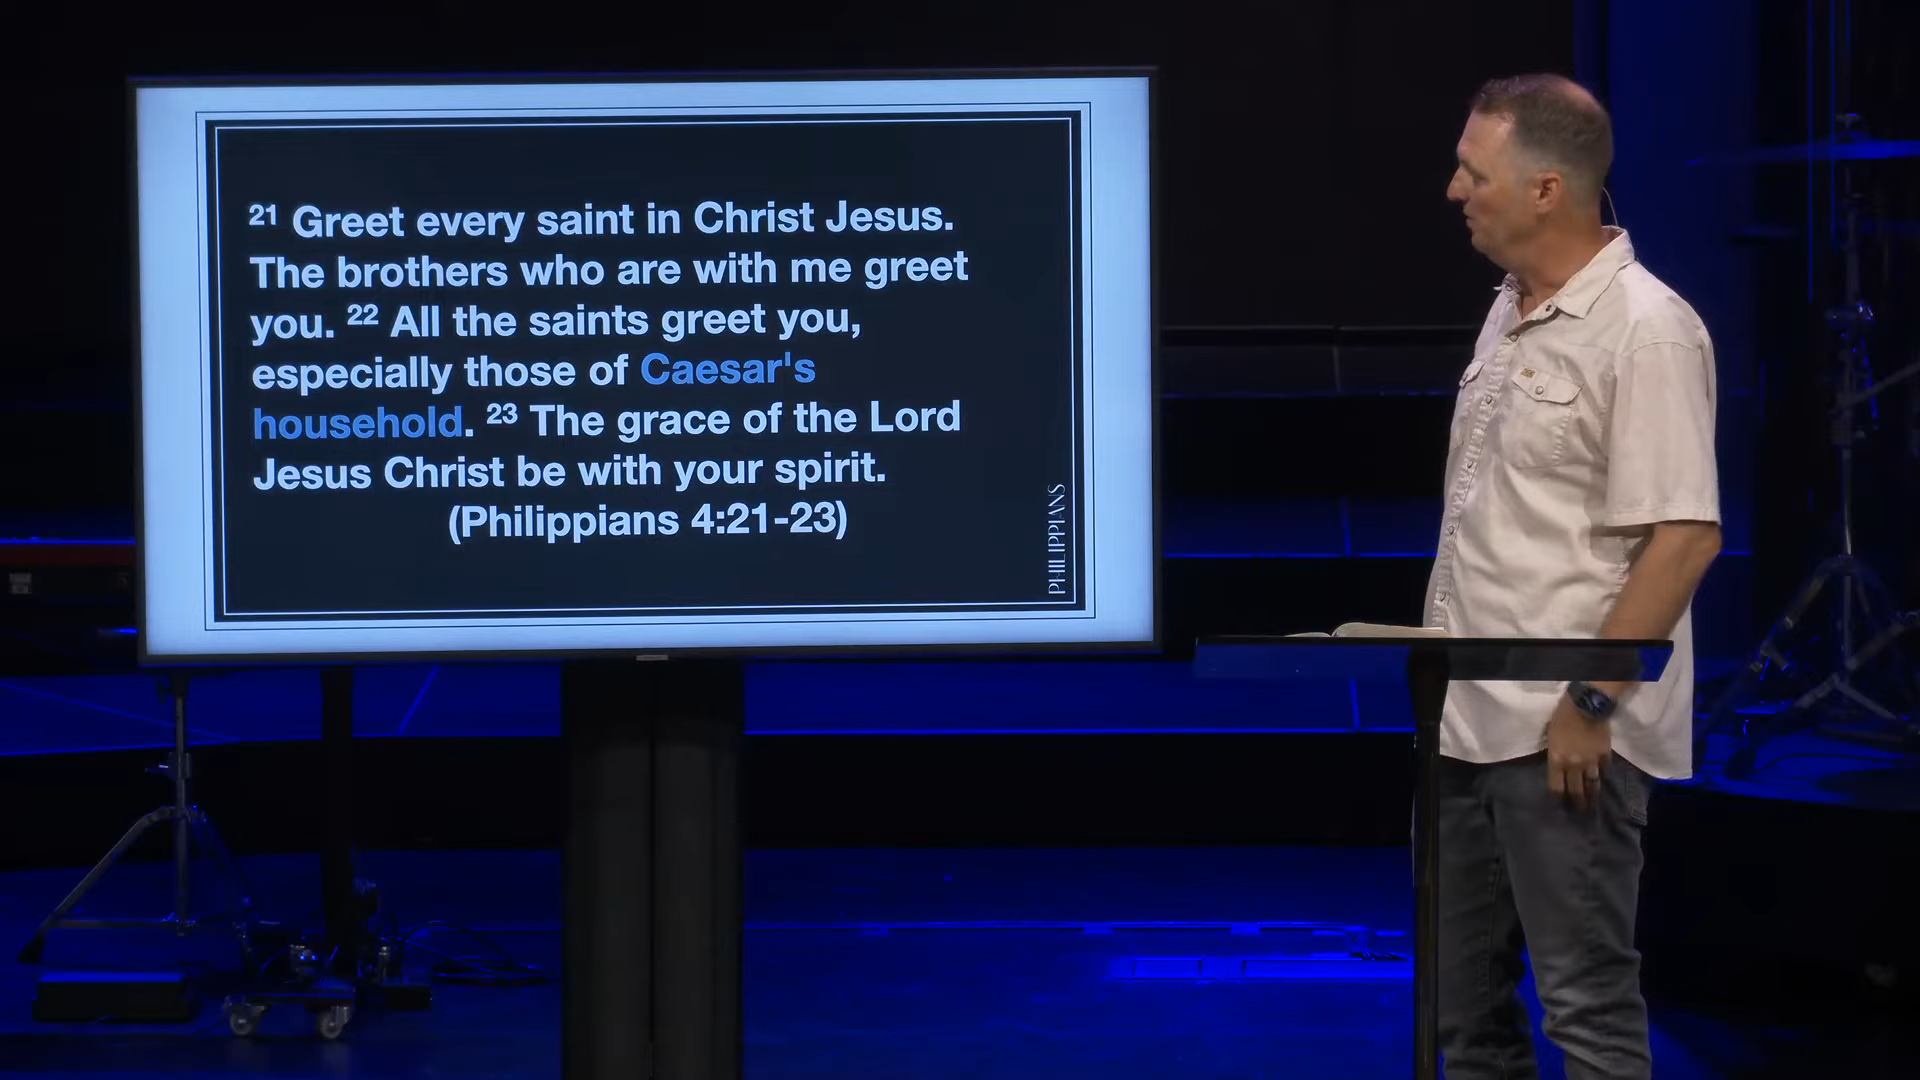 21 Greet every saint in Christ Jesus.
The brothers who are with me greet
you. 22 All the saints greet you,
especially those of Caesar's
household. 23 The grace of the Lord
Jesus Christ be with your spirit.
(Philippians 4:21-23)
PHILIPPIANS